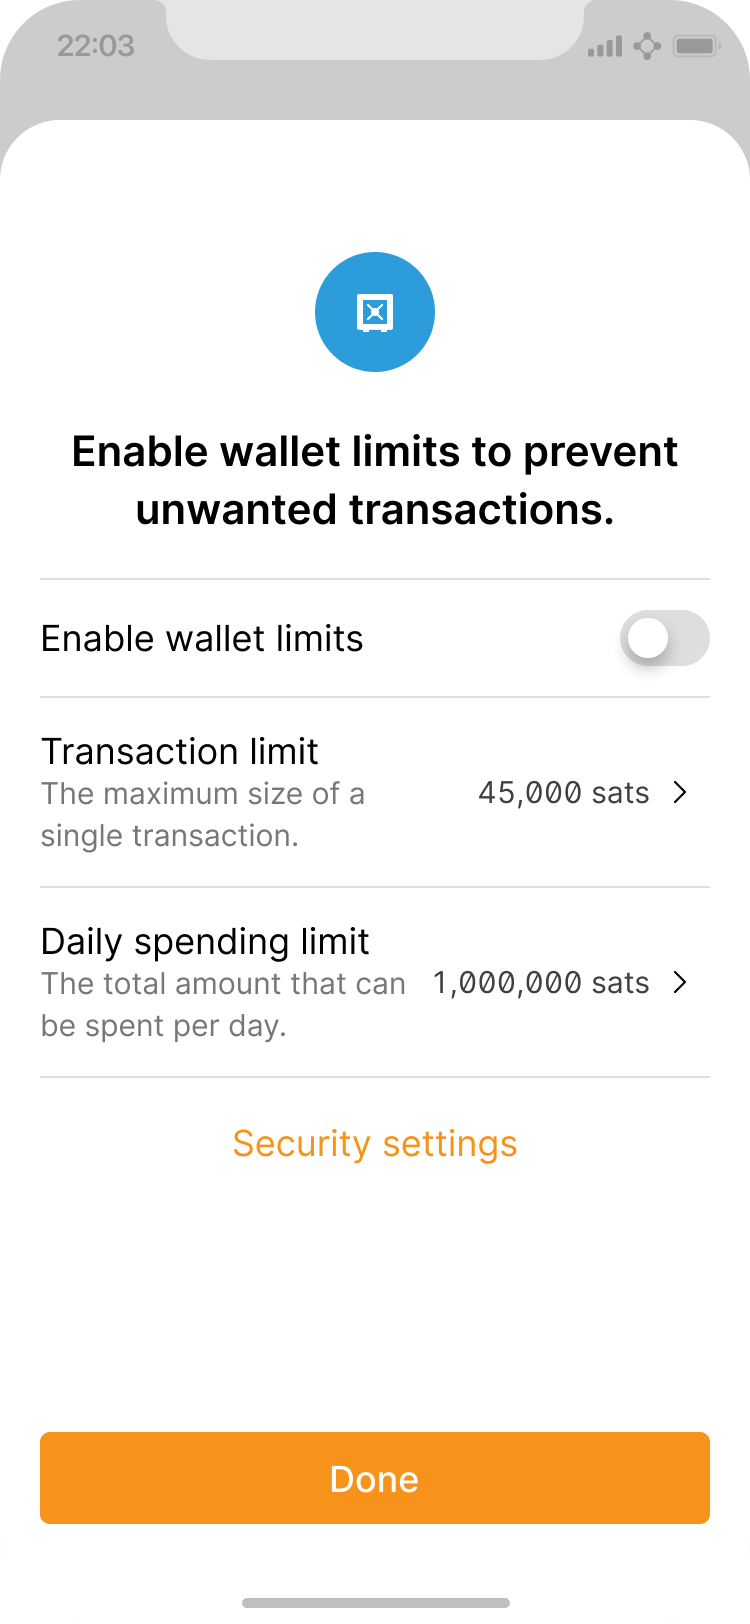 22:03
Enable wallet limits to prevent
unwanted transactions.
Enable wallet limits
Transaction limit
The maximum size of a
single transaction.
45,000 sats
Daily spending limit
The total amount that can
be spent per day.
1,000,000 sats
Security settings
Done